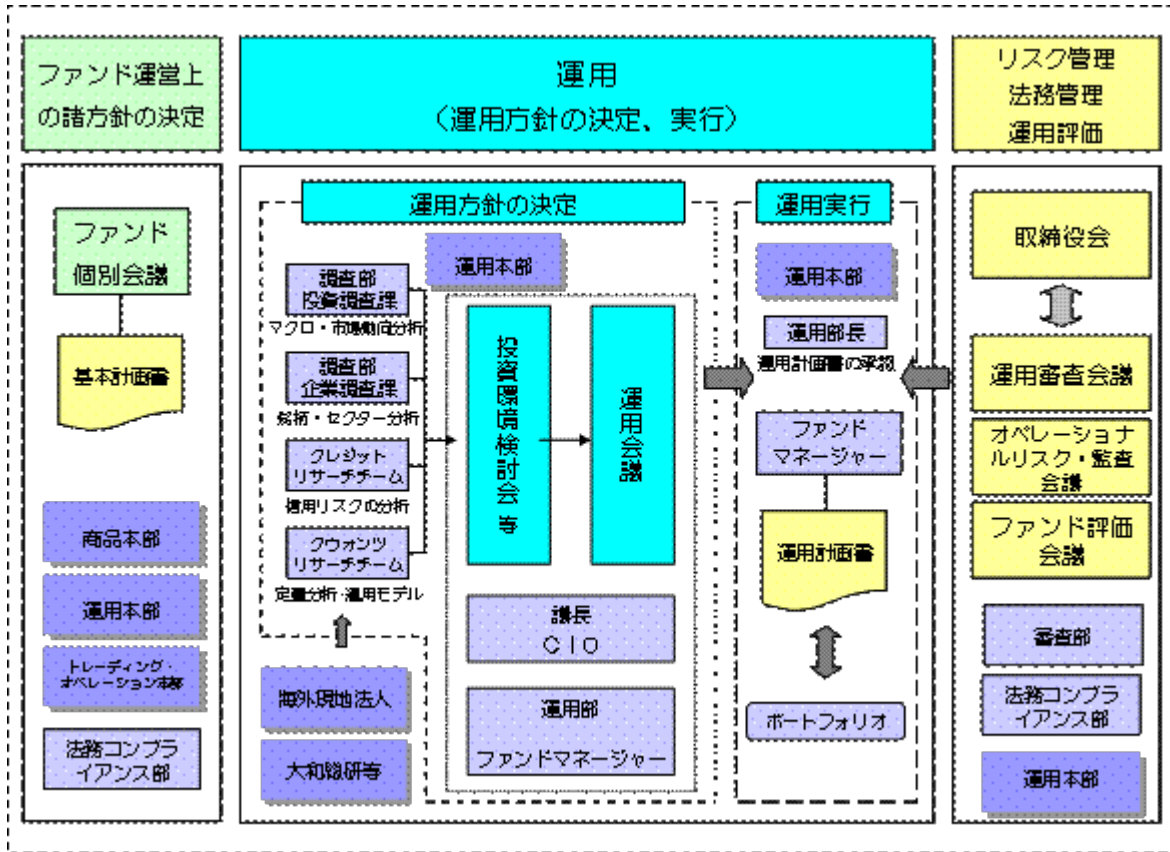 ファンド運営上
の諸方針の決定
運用
（運用方針の決定、実行）
リスク管理
法務管理
運用評価
ファンド
個別会議
基本計画書
商品本部
運用本部
トレーディング・
オペレーション本部
法務コンプラ
イアンス部
運用方針の決定
運用本部
調査部
投資調査課
マクロ・市場動向分析
調査部
企業調査課
銘柄・セクター分析
クレジット
リサーチチーム
信用リスクの分析
クウォンツ
リサーチチーム
定量分析・運用モデル
海外現地法人
大和総研等
投資環境検討会 等
運用会議
議長
ＣＩＯ
運用部
ファンドマネージャー
運用実行
運用本部
運用部長
運用計画書の承認
ファンド
マネージャー
運用計画書
ポートフォリオ
取締役会
運用審査会議
オペレーショナ
ルリスク・監査
会議
ファンド評価
会議
審査部
法務コンプラ
イアンス部
運用本部